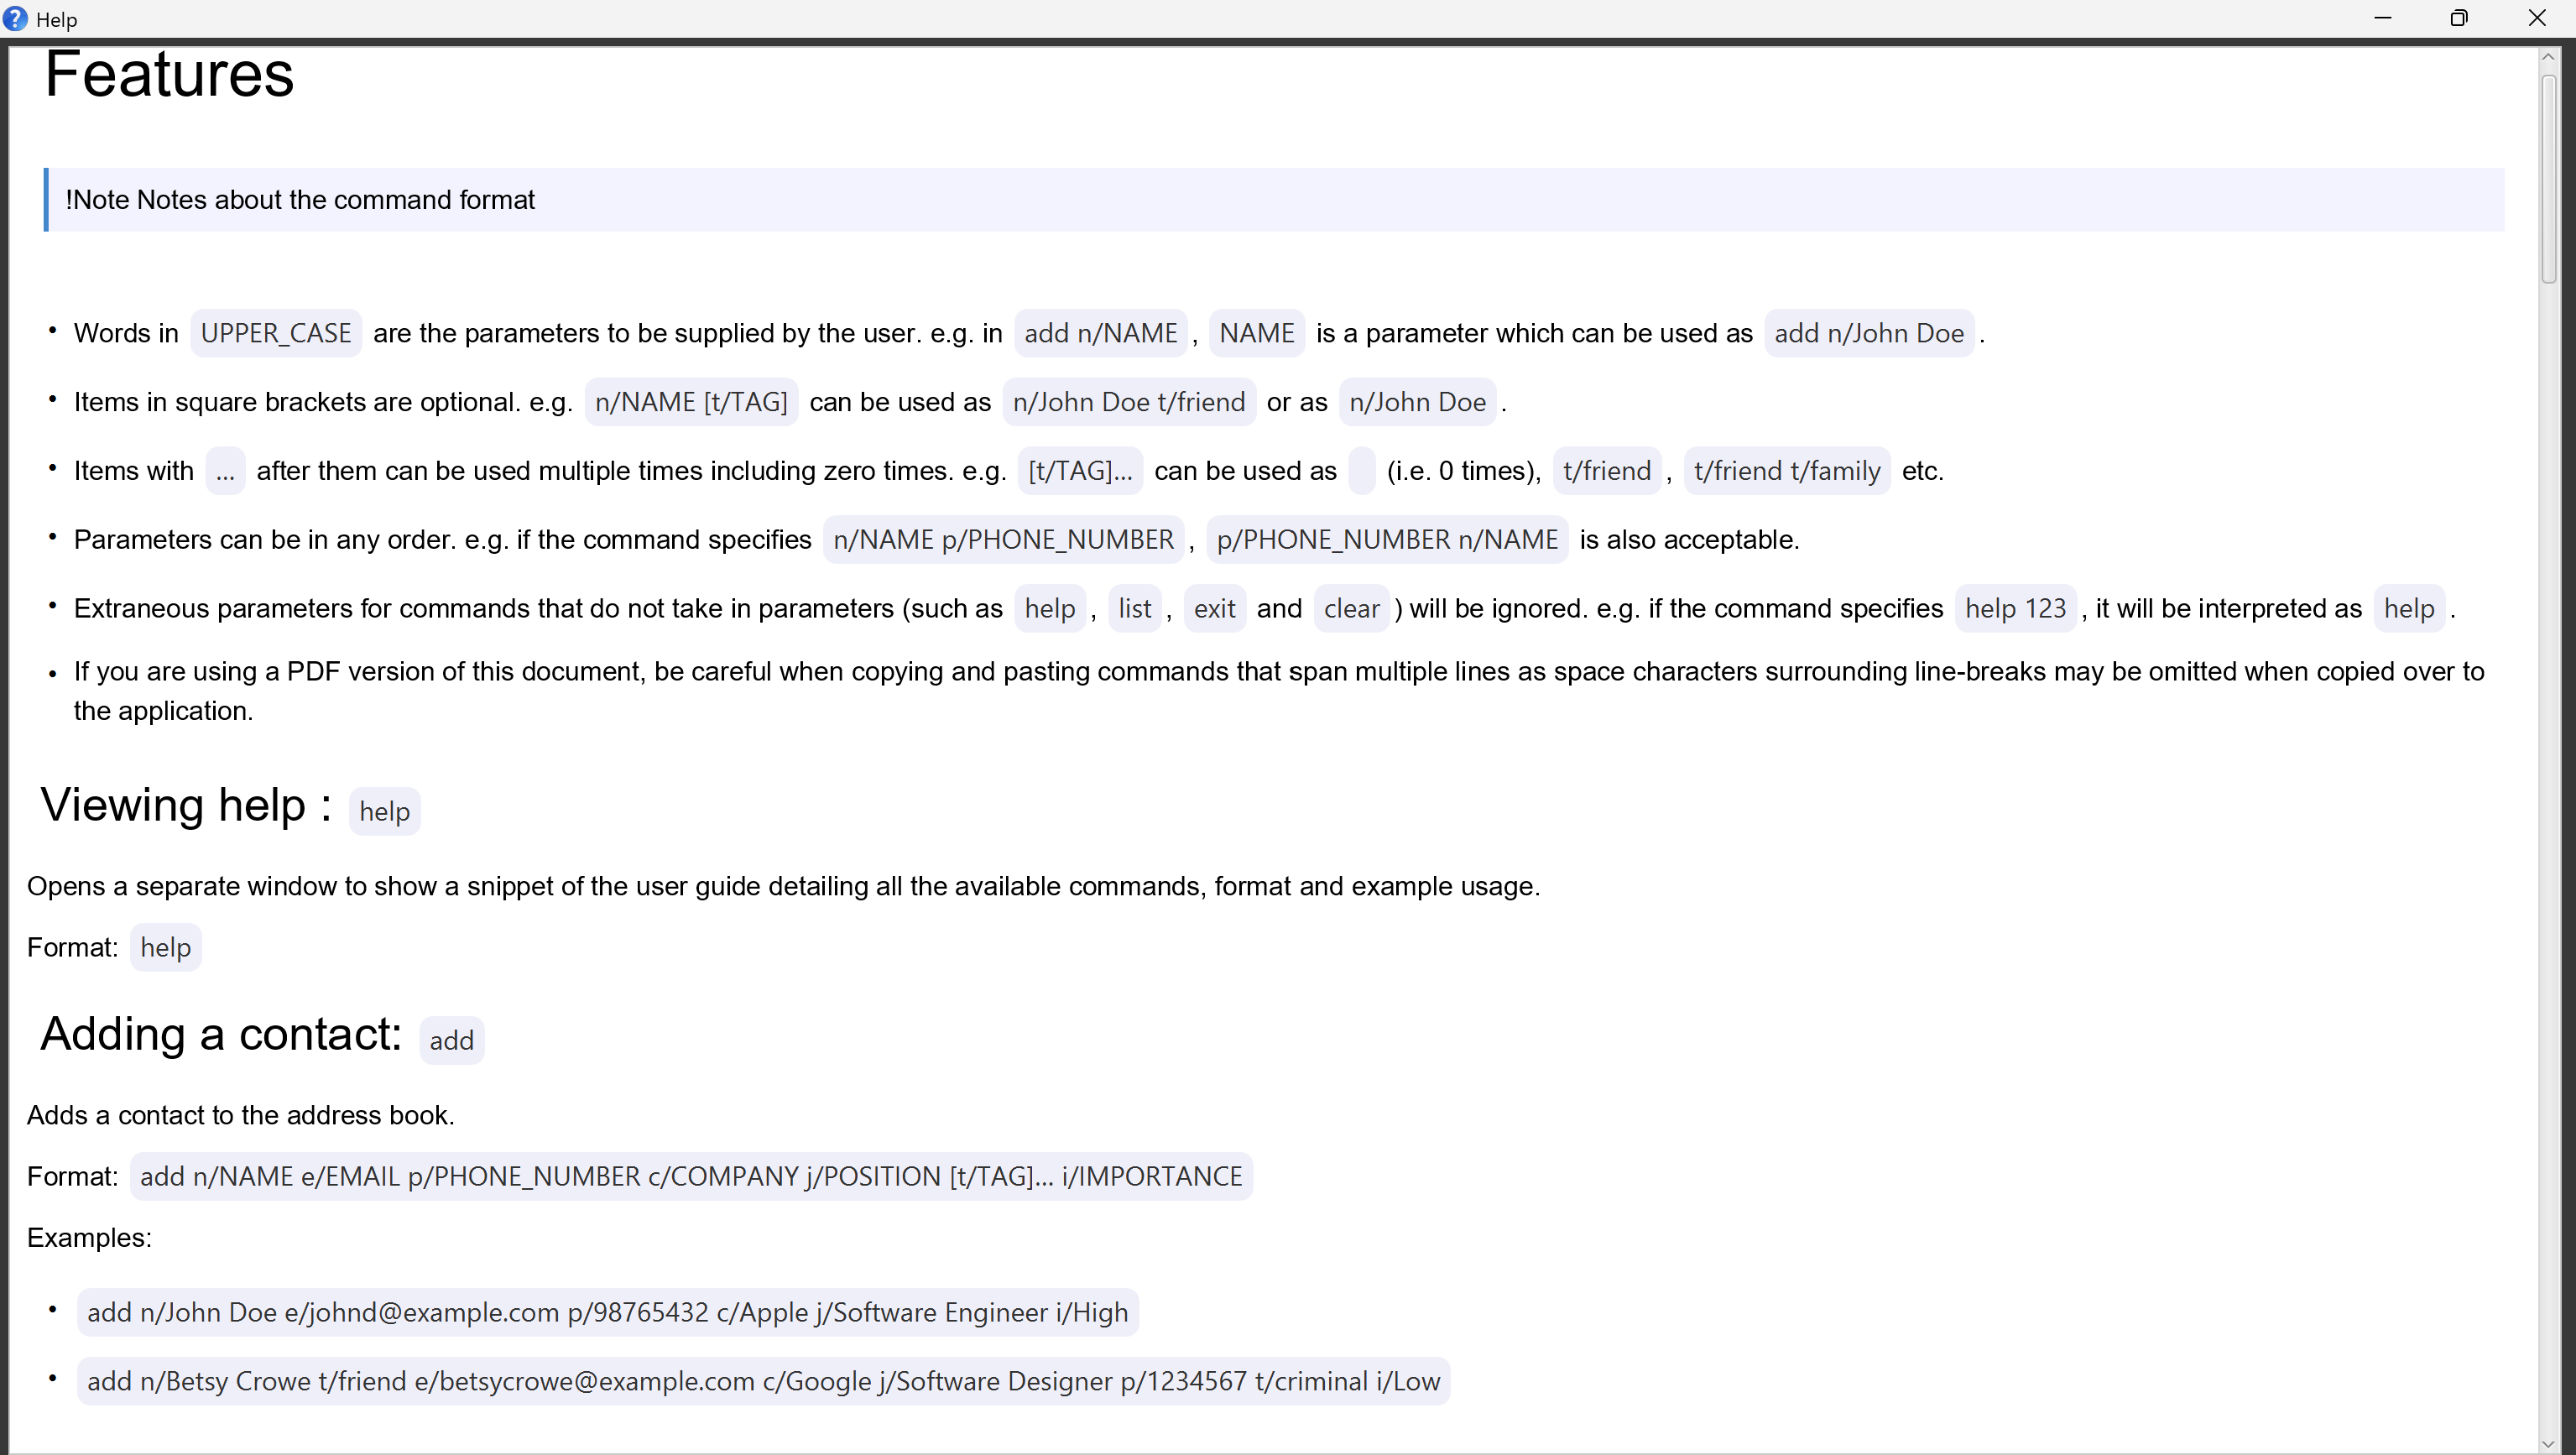 Help
Features
!Note Notes about the command format
• Words in UPPER_CASE are the parameters to be supplied by the user. e.g. in add n/NAME , NAME is a parameter which can be used as add n/John Doe .
• Items in square brackets are optional. e.g. n/NAME [t/TAG] can be used as n/John Doe t/friend or as n/John Doe .
• Items with … after them can be used multiple times including zero times. e.g. [t/TAG]… can be used as (i.e. 0 times), t/friend , t/friend t/family etc.
• Parameters can be in any order. e.g. if the command specifies n/NAME p/PHONE_NUMBER , p/PHONE_NUMBER n/NAME is also acceptable.
• Extraneous parameters for commands that do not take in parameters (such as help , list , exit and clear ) will be ignored. e.g. if the command specifies help 123 , it will be interpreted as help .
• If you are using a PDF version of this document, be careful when copying and pasting commands that span multiple lines as space characters surrounding line-breaks may be omitted when copied over to
the application.
Viewing help : help
Opens a separate window to show a snippet of the user guide detailing all the available commands, format and example usage.
Format: help
Adding a contact: add
Adds a contact to the address book.
Format: add n/NAME e/EMAIL p/PHONE_NUMBER c/COMPANY j/POSITION [t/TAG]… i/IMPORTANCE
Examples:
• add n/John Doe e/johnd@example.com p/98765432 c/Apple j/Software Engineer i/High
• add n/Betsy Crowe t/friend e/betsycrowe@example.com c/Google j/Software Designer p/1234567 t/criminal i/Low